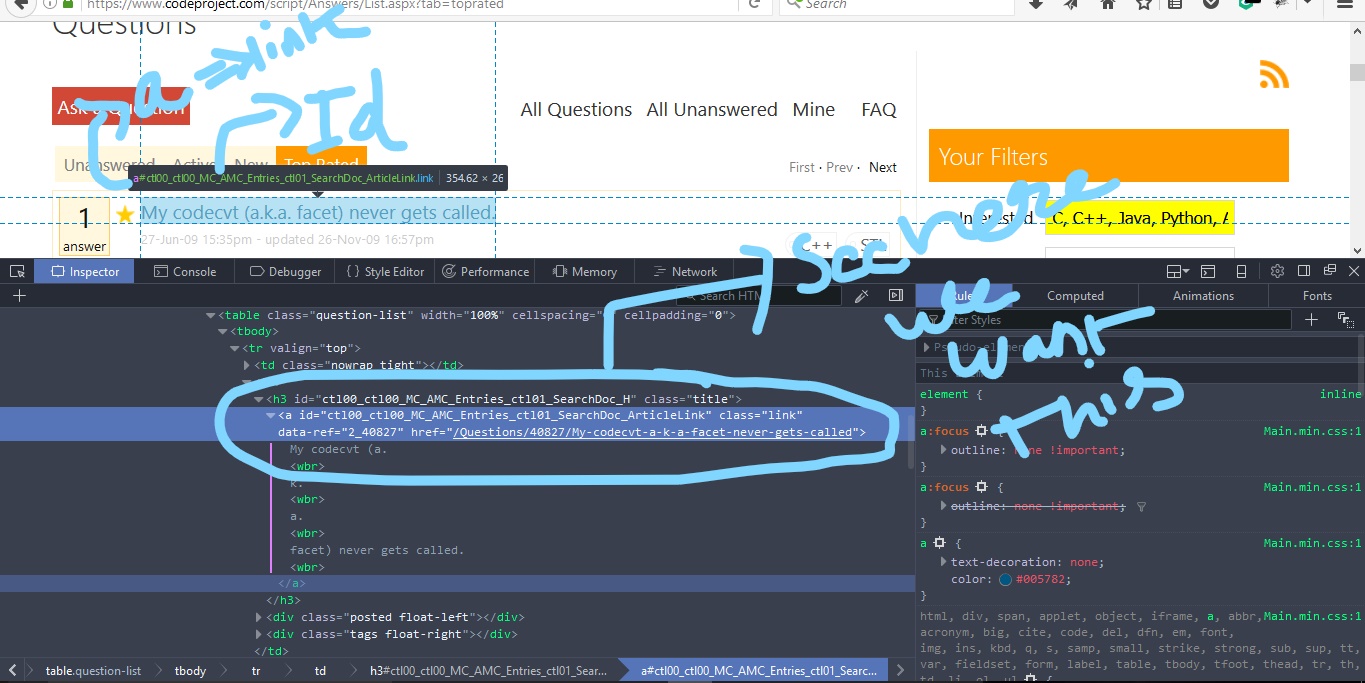 https://www.codeproject.com/script/Answers/List.aspx?tab=toprated
Search
Questions
a => link
Id
Ask a Question
All Questions All Unanswered Mine FAQ
Your Filters
Unanswered Active New Top Rated
First · Prev · Next
a#ctl00_ctl00_MC_AMC_Entries_ctl01_SearchDoc_ArticleLink.link 354.62 × 26
1
answer
My codecvt (a.k.a. facet) never gets called.
27-Jun-09 15:35pm - updated 26-Nov-09 16:57pm
C++ STL
Interested
C, C++, Java, Python,
See here
we
want
this
Inspector Console Debugger { } Style Editor Performance Memory Network
Search HTML
Rules Computed Animations Fonts
Filter Styles
<table class="question-list" width="100%" cellspacing= cellpadding="0">
<tbody>
<tr valign="top">
<td class="nowrap tight"></td>
<h3 id="ctl00_ctl00_MC_AMC_Entries_ctl01_SearchDoc_H" class="title">
<a id="ctl00_ctl00_MC_AMC_Entries_ctl01_SearchDoc_ArticleLink" class="link"
data-ref="2_40827" href="/Questions/40827/My-codecvt-a-k-a-facet-never-gets-called">
My codecvt (a.
<wbr>
k.
<wbr>
a.
<wbr>
facet) never gets called.
<wbr>
</a>
</h3>
<div class="posted float-left"></div>
<div class="tags float-right"></div>
</td>
Pseudo-elements
This
element { inline
}
a:focus { Main.min.css:1
outline: none !important;
}
a:focus { Main.min.css:1
outline: none !important;
}
a { Main.min.css:1
text-decoration: none;
color: #005782;
}
html, div, span, applet, object, iframe, a, abbr, Main.min.css:1
acronym, big, cite, code, del, dfn, em, font,
img, ins, kbd, q, s, samp, small, strike, strong, sub, sup, tt,
var, fieldset, form, label, table, tbody, tfoot, thead, tr, th,
td, li, ol, ul {
table.question-list tbody tr td h3#ctl00_ctl00_MC_AMC_Entries_ctl01_Sear... a#ctl00_ctl00_MC_AMC_Entries_ctl01_Searc...